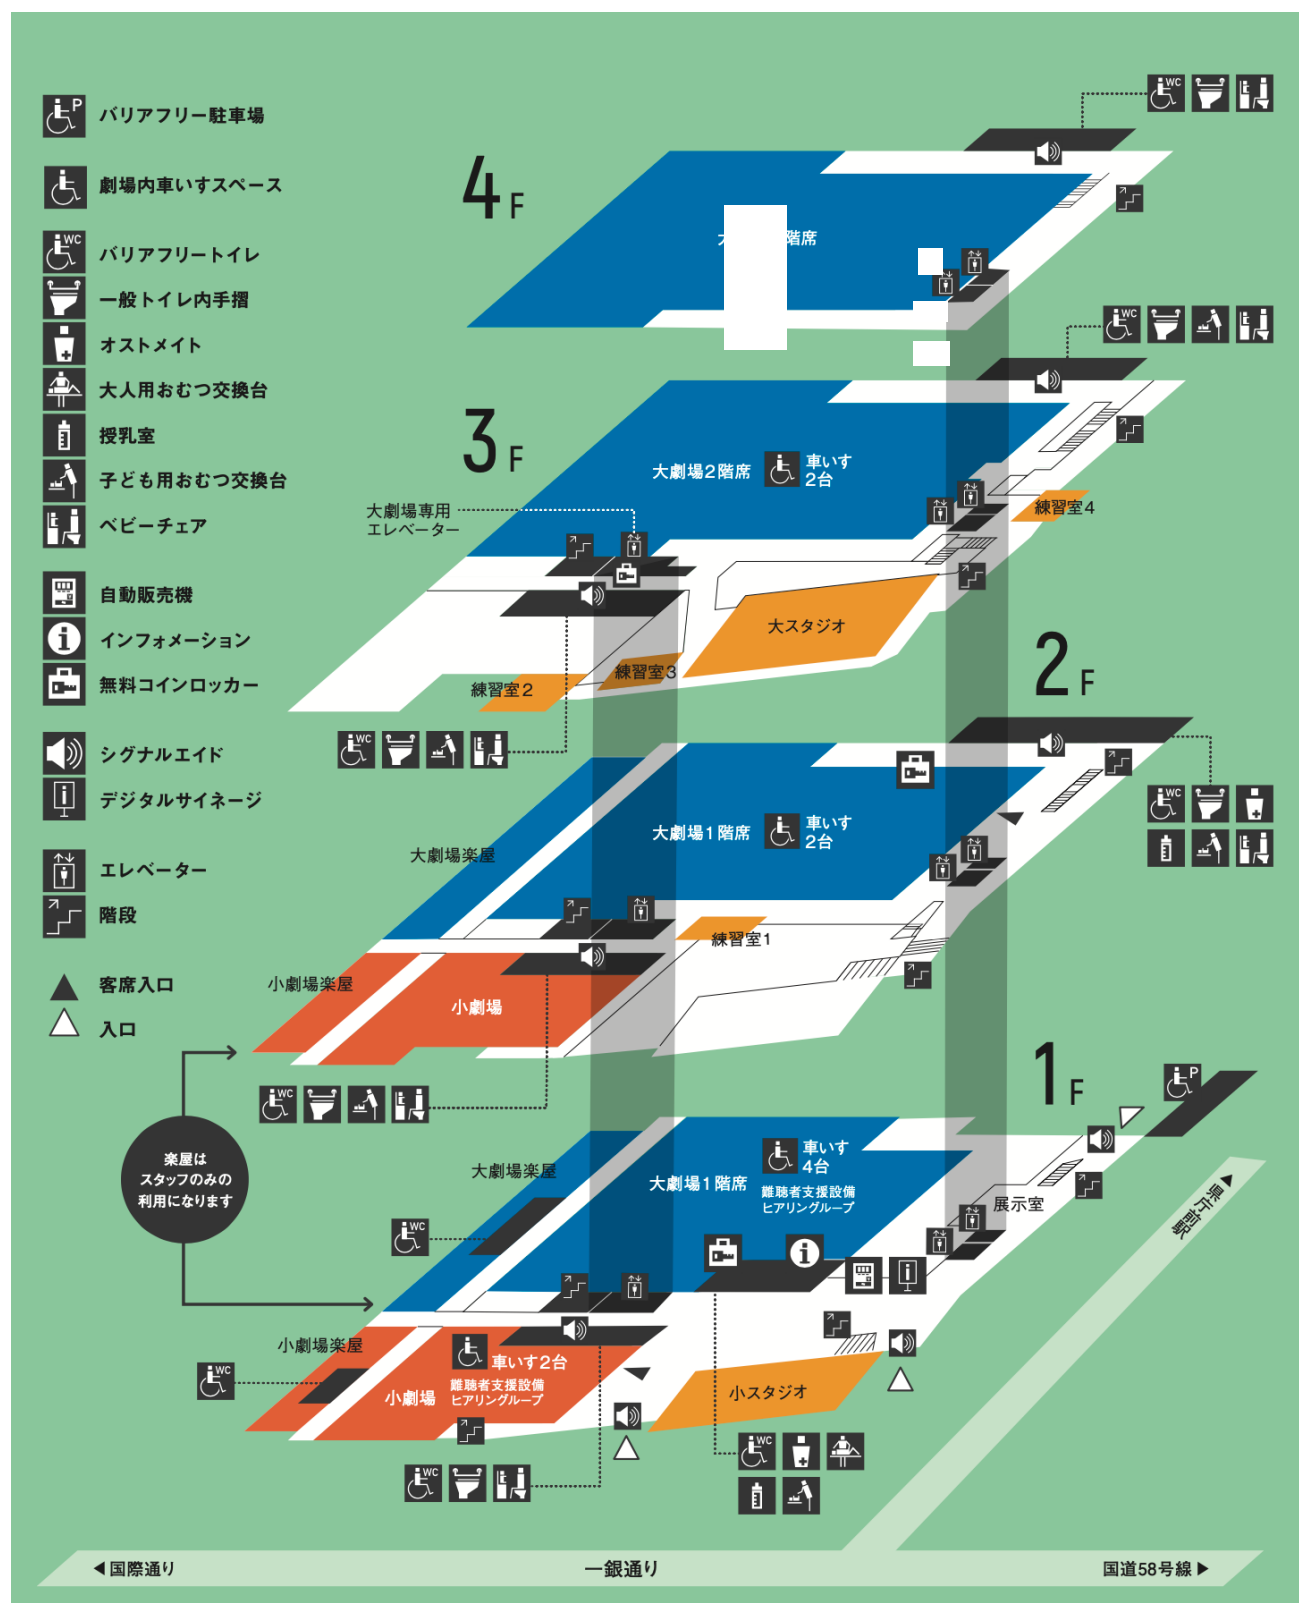 バリアフリー駐車場
劇場内車いすスペース
バリアフリートイレ
一般トイレ内手摺
オストメイト
大人用おむつ交換台
授乳室
子ども用おむつ交換台
ベビーチェア
自動販売機
インフォメーション
無料コインロッカー
シグナルエイド
デジタルサイネージ
エレベーター
階段
客席入口
入口
楽屋は
スタッフのみの
利用になります
4F
WC
階席
3F
WC
大劇場2階席
車いす
2台
大劇場専用
エレベーター
練習室4
大スタジオ
練習室3
練習室2
WC
2F
大劇場1階席
車いす
2台
WC
大劇場楽屋
練習室1
小劇場楽屋
小劇場
WC
1F
P
大劇場楽屋
大劇場1階席
車いす
4台
難聴者支援設備
ヒアリングループ
展示室
県庁前駅
WC
小劇場楽屋
WC
車いす2台
難聴者支援設備
ヒアリングループ
小劇場
小スタジオ
WC
WC
国際通り
一銀通り
国道58号線
P
WC